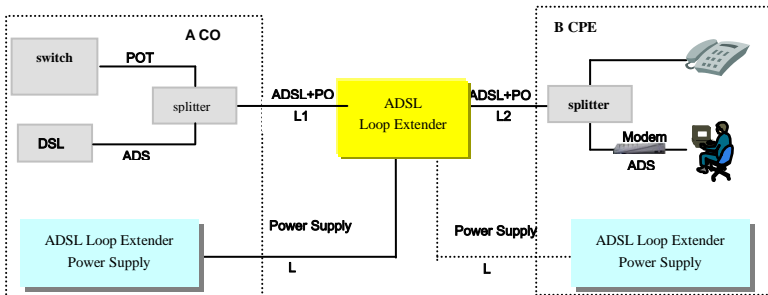 A CO
B CPE
switch
POT
splitter
DSL
ADS
ADSL+PO
L1
ADSL
Loop Extender
ADSL+PO
L2
splitter
Modern
ADS
Power Supply
L
Power Supply
L
ADSL Loop Extender
Power Supply
ADSL Loop Extender
Power Supply